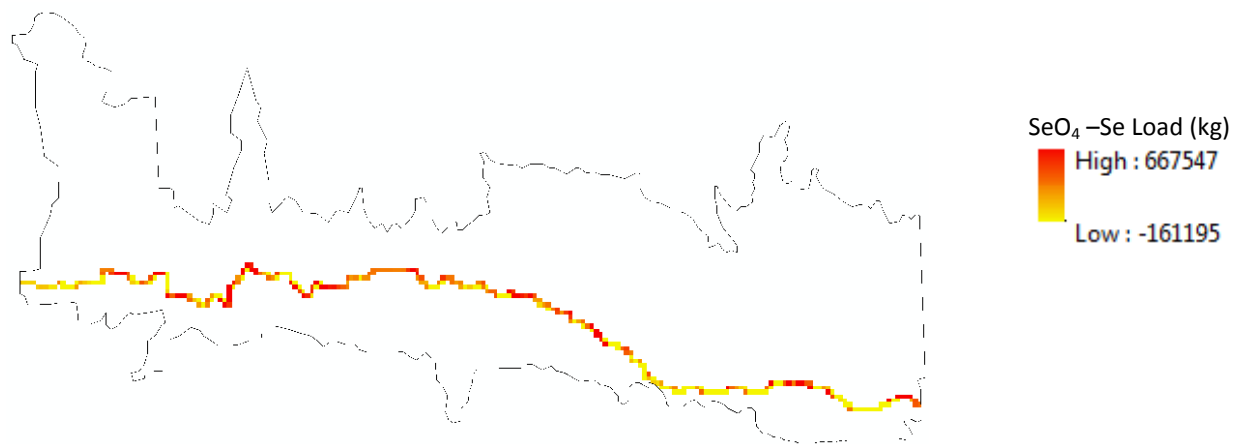 SeO₄ –Se Load (kg)
High : 667547
Low : -161195